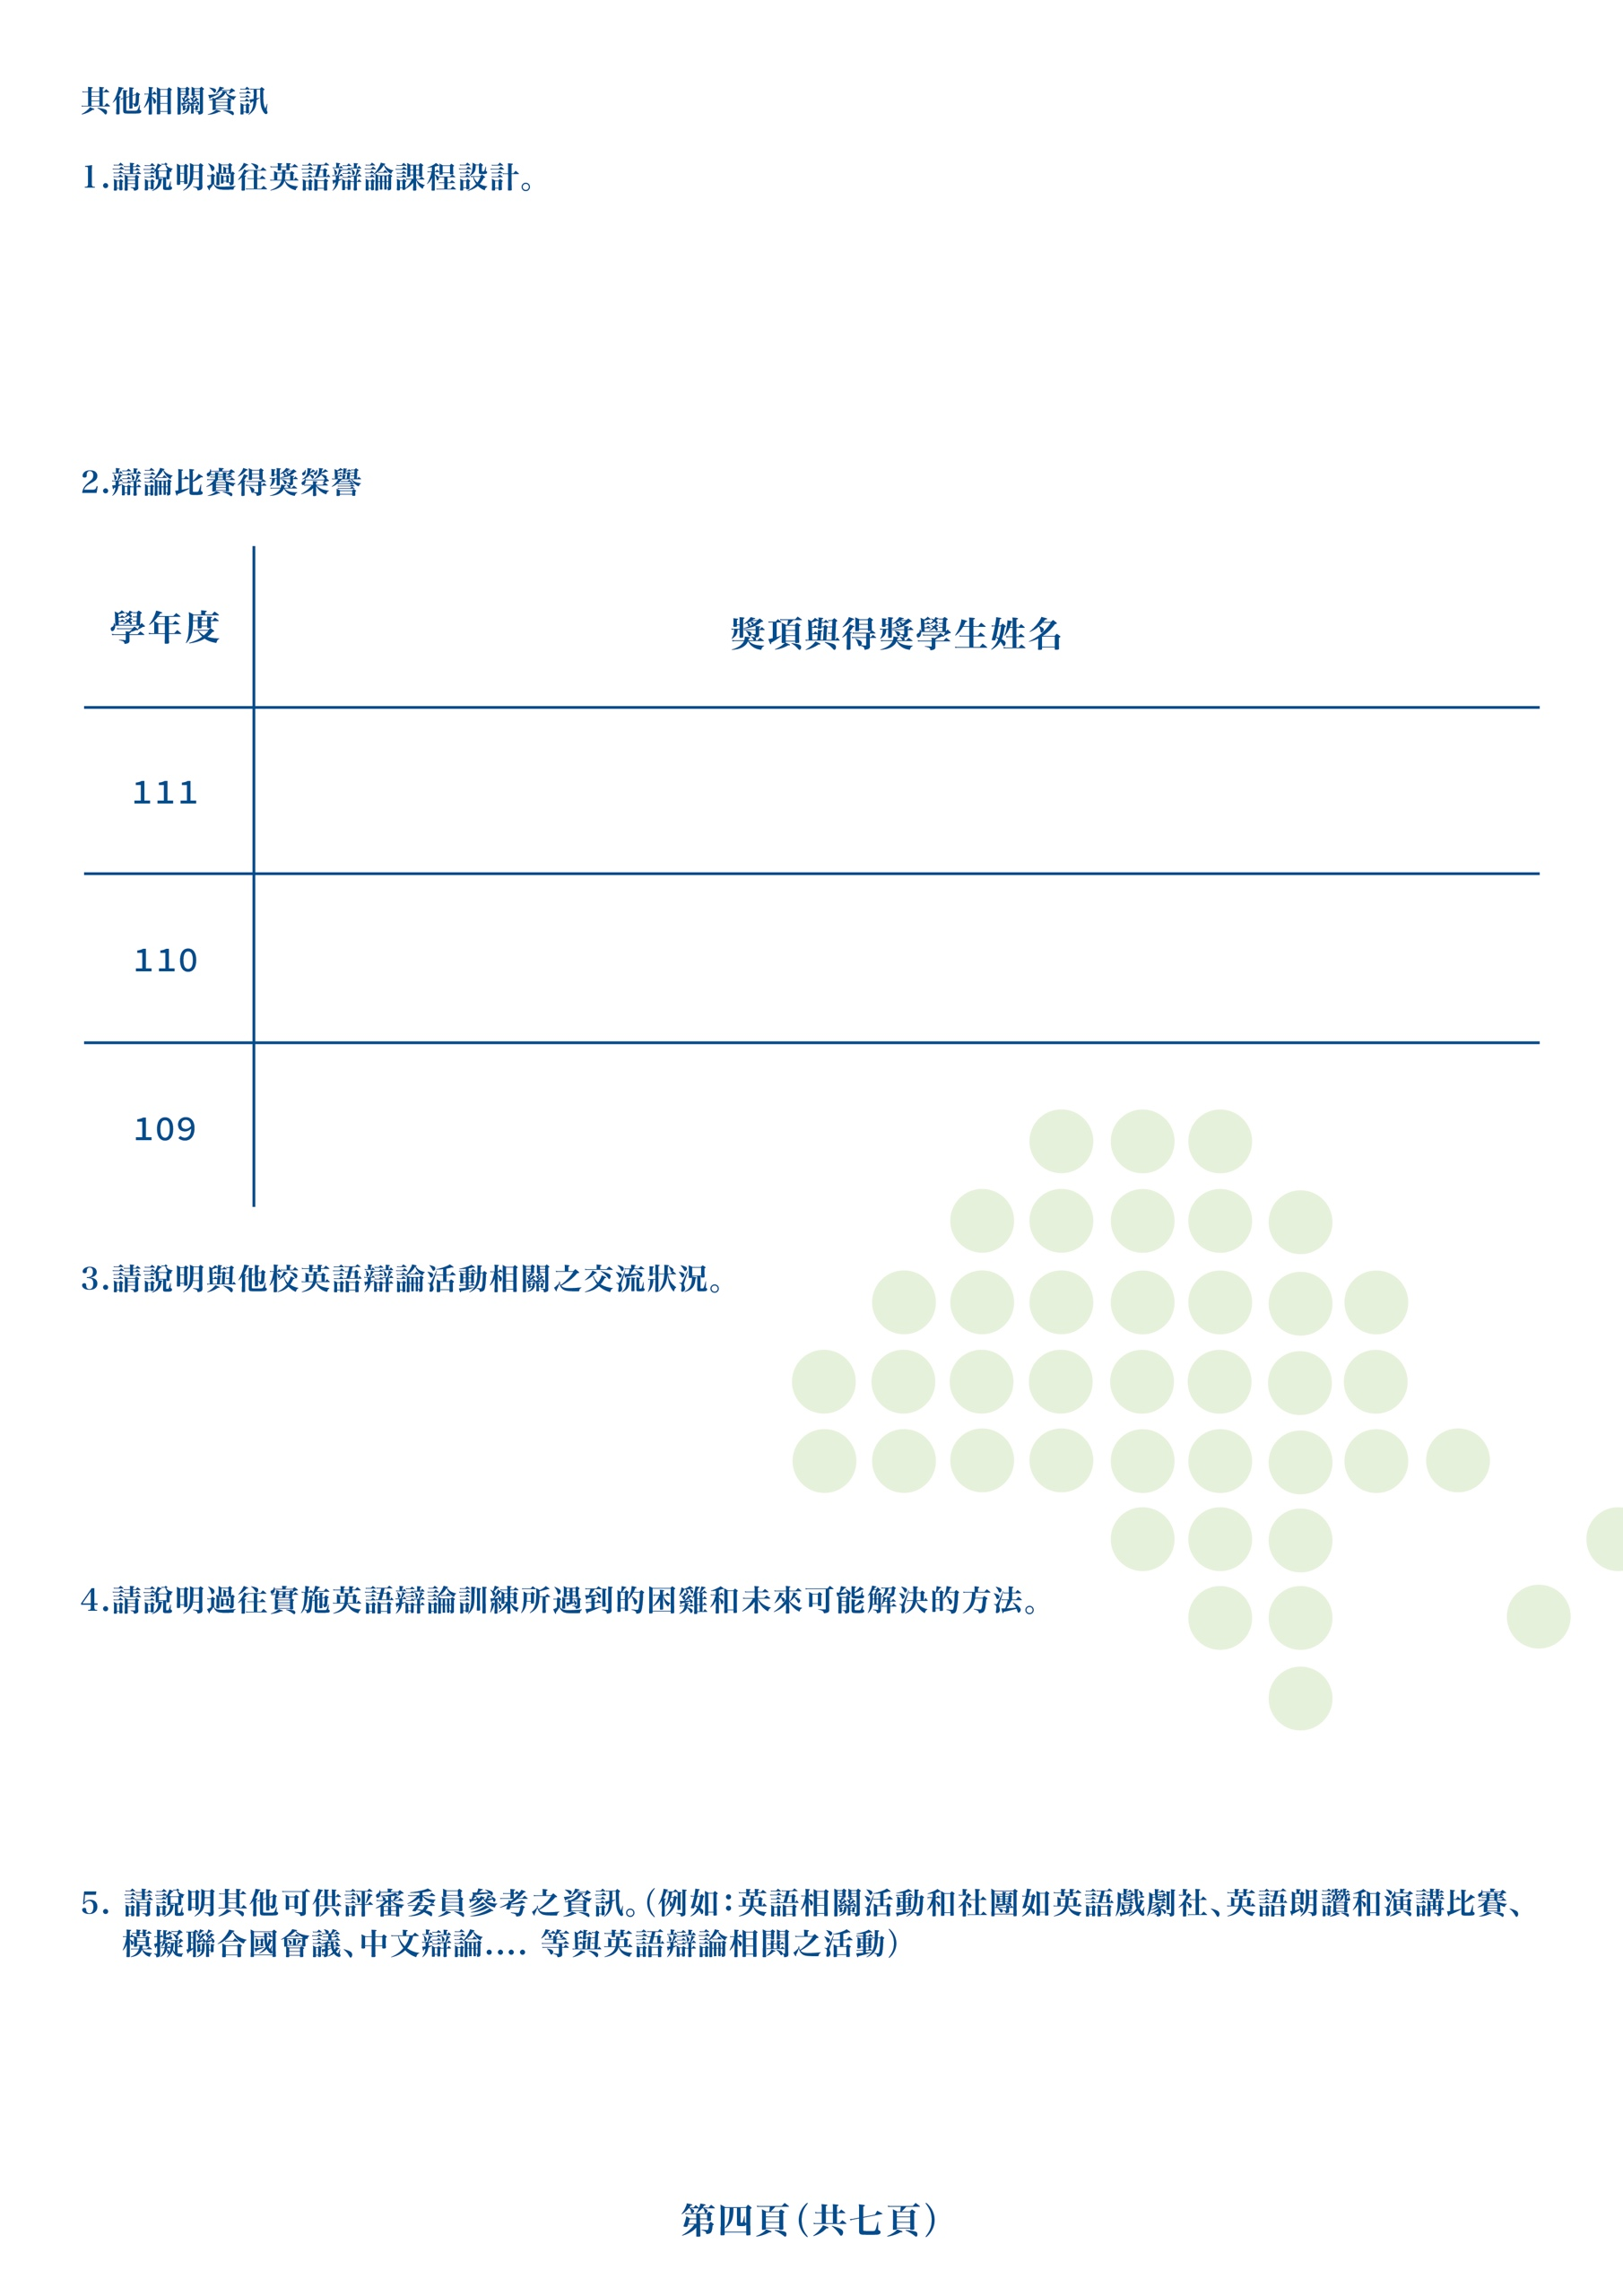 其他相關資訊
1.請說明過往英語辯論課程設計。
2.辯論比賽得獎榮譽
學年度
獎項與得獎學生姓名
111
110
109
3.請說明與他校英語辯論活動相關之交流狀況。
4.請說明過往實施英語辯論訓練所遇到的困難和未來可能解決的方法。
5. 請說明其他可供評審委員參考之資訊。(例如:英語相關活動和社團如英語戲劇社、英語朗讚和演講比賽、
模擬聯合國會議、中文辯論.... 等與英語辯論相関之活動)
第四頁(共七頁)